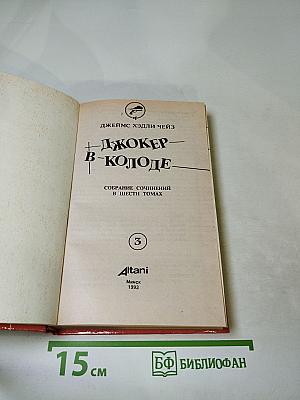 ДЖЕЙМС ХЭДЛИ ЧЕЙЗ
ДЖОКЕР
В КОЛОДЕ
СОБРАНИЕ СОЧИНЕНИЙ
В ШЕСТИ ТОМАХ
3
Altani
Минск
1993
15 см
БФ БИБЛИОФАН